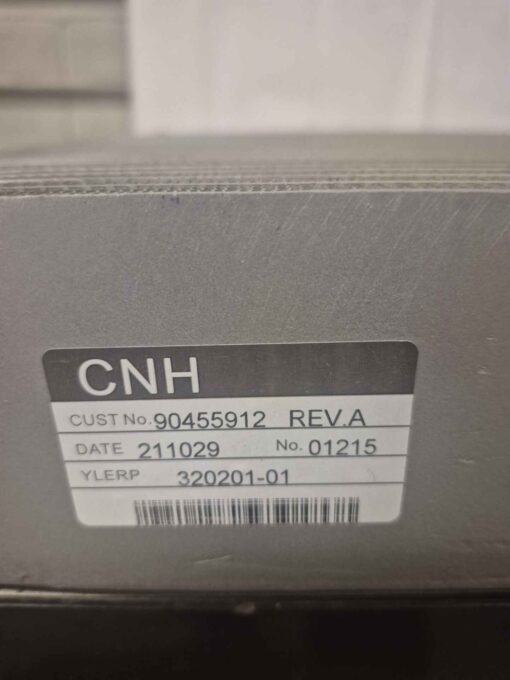 CNH
CUST No. 90455912 REV.A
DATE 211029 No. 01215
YLERP 320201-01